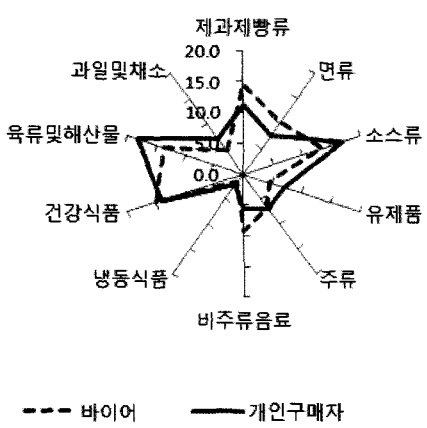 제과제빵류
20.0
과일및채소
15.0
면류
10.0
육류및해산물
5.0
소스류
0.0
건강식품
유제품
냉동식품
주류
비주류음료
바이어
개인구매자